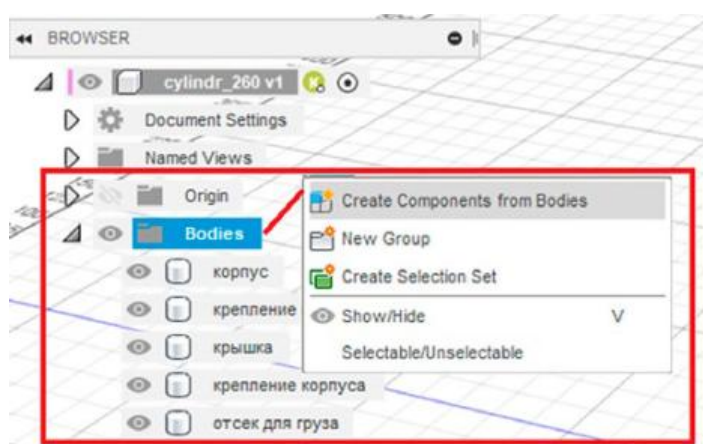 BROWSER
cylindr_260 v1
Document Settings
Named Views
Origin
Bodies
Create Components from Bodies
New Group
Create Selection Set
Show/Hide V
Selectable/Unselectable
корпус
крепление
крышка
крепление корпуса
отсек для груза